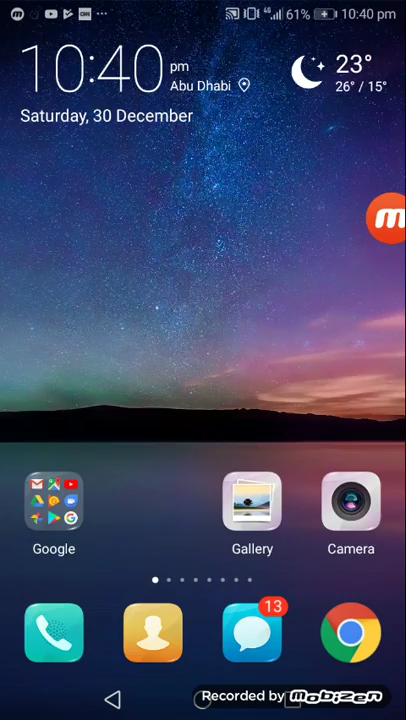 4G 61% 10:40 pm
10:40 pm
Abu Dhabi
Saturday, 30 December
23°
26° / 15°
m
Google
Gallery
Camera
13
Recorded by Mobizen